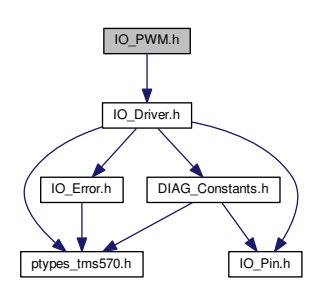 IO_PWM.h
IO_Driver.h
IO_Error.h
DIAG_Constants.h
ptypes_tms570.h
IO_Pin.h